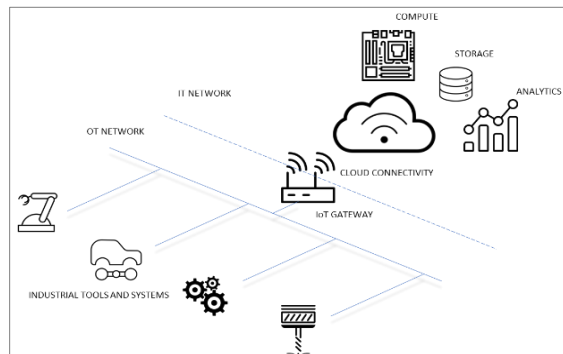 COMPUTE
STORAGE
ANALYTICS
IT NETWORK
OT NETWORK
CLOUD CONNECTIVITY
IoT GATEWAY
INDUSTRIAL TOOLS AND SYSTEMS